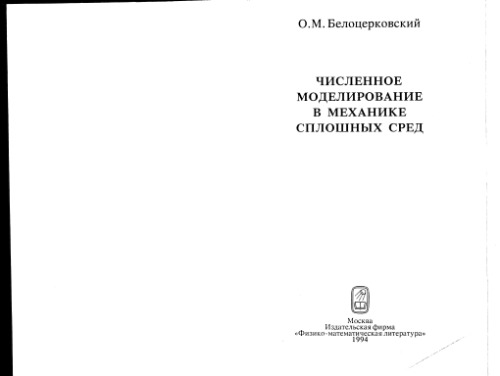 О.М. Белоцерковский
ЧИСЛЕННОЕ
МОДЕЛИРОВАНИЕ
В МЕХАНИКЕ
СПЛОШНЫХ СРЕД
Москва
Издательская фирма
«Физико-математическая литература»
1994